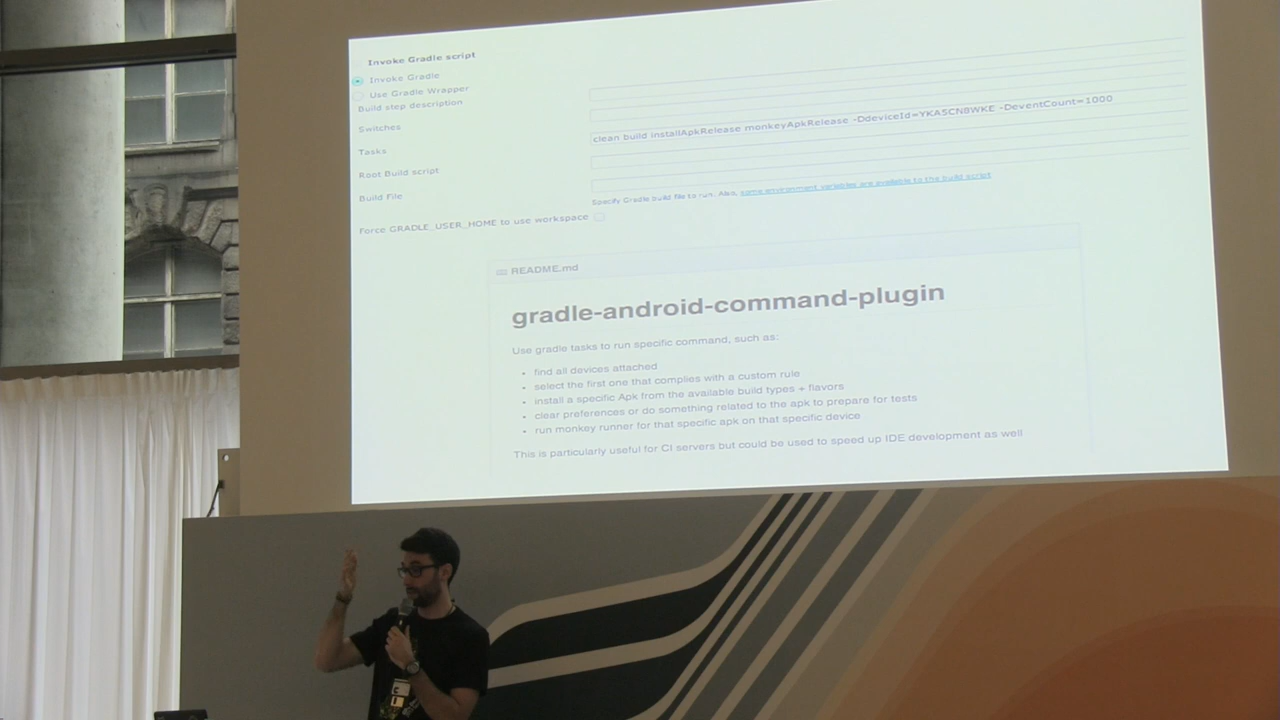 Invoke Gradle script
Invoke Gradle
Use Gradle Wrapper
Build step description
Switches
clean build installApkRelease monkeyApkRelease -DdeviceId=YKA5CN8WKE -DeventCount=1000
Tasks
Root Build script
Build File
Specify Gradle build file to run. Also, some environment variables are available to the build script
Force GRADLE_USER_HOME to use workspace
README.md
gradle-android-command-plugin
Use gradle tasks to run specific command, such as:
• find all devices attached
• select the first one that complies with a custom rule
• install a specific Apk from the available build types + flavors
• clear preferences or do something related to the apk to prepare for tests
• run monkey runner for that specific apk on that specific device
This is particularly useful for CI servers but could be used to speed up IDE development as well